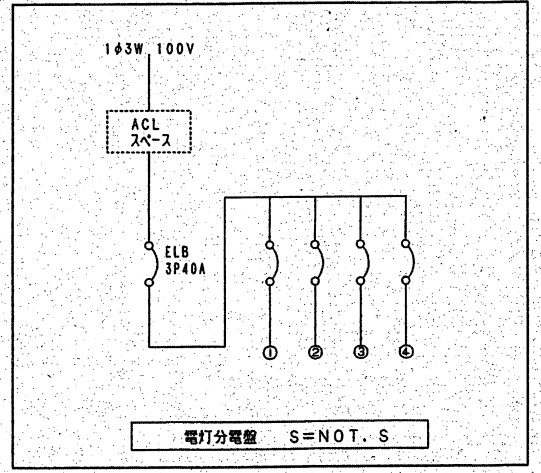 1φ3W 100V
ACL
スペース
ELB
3P40A
① ② ③ ④
電灯分電盤 S=NOT.S